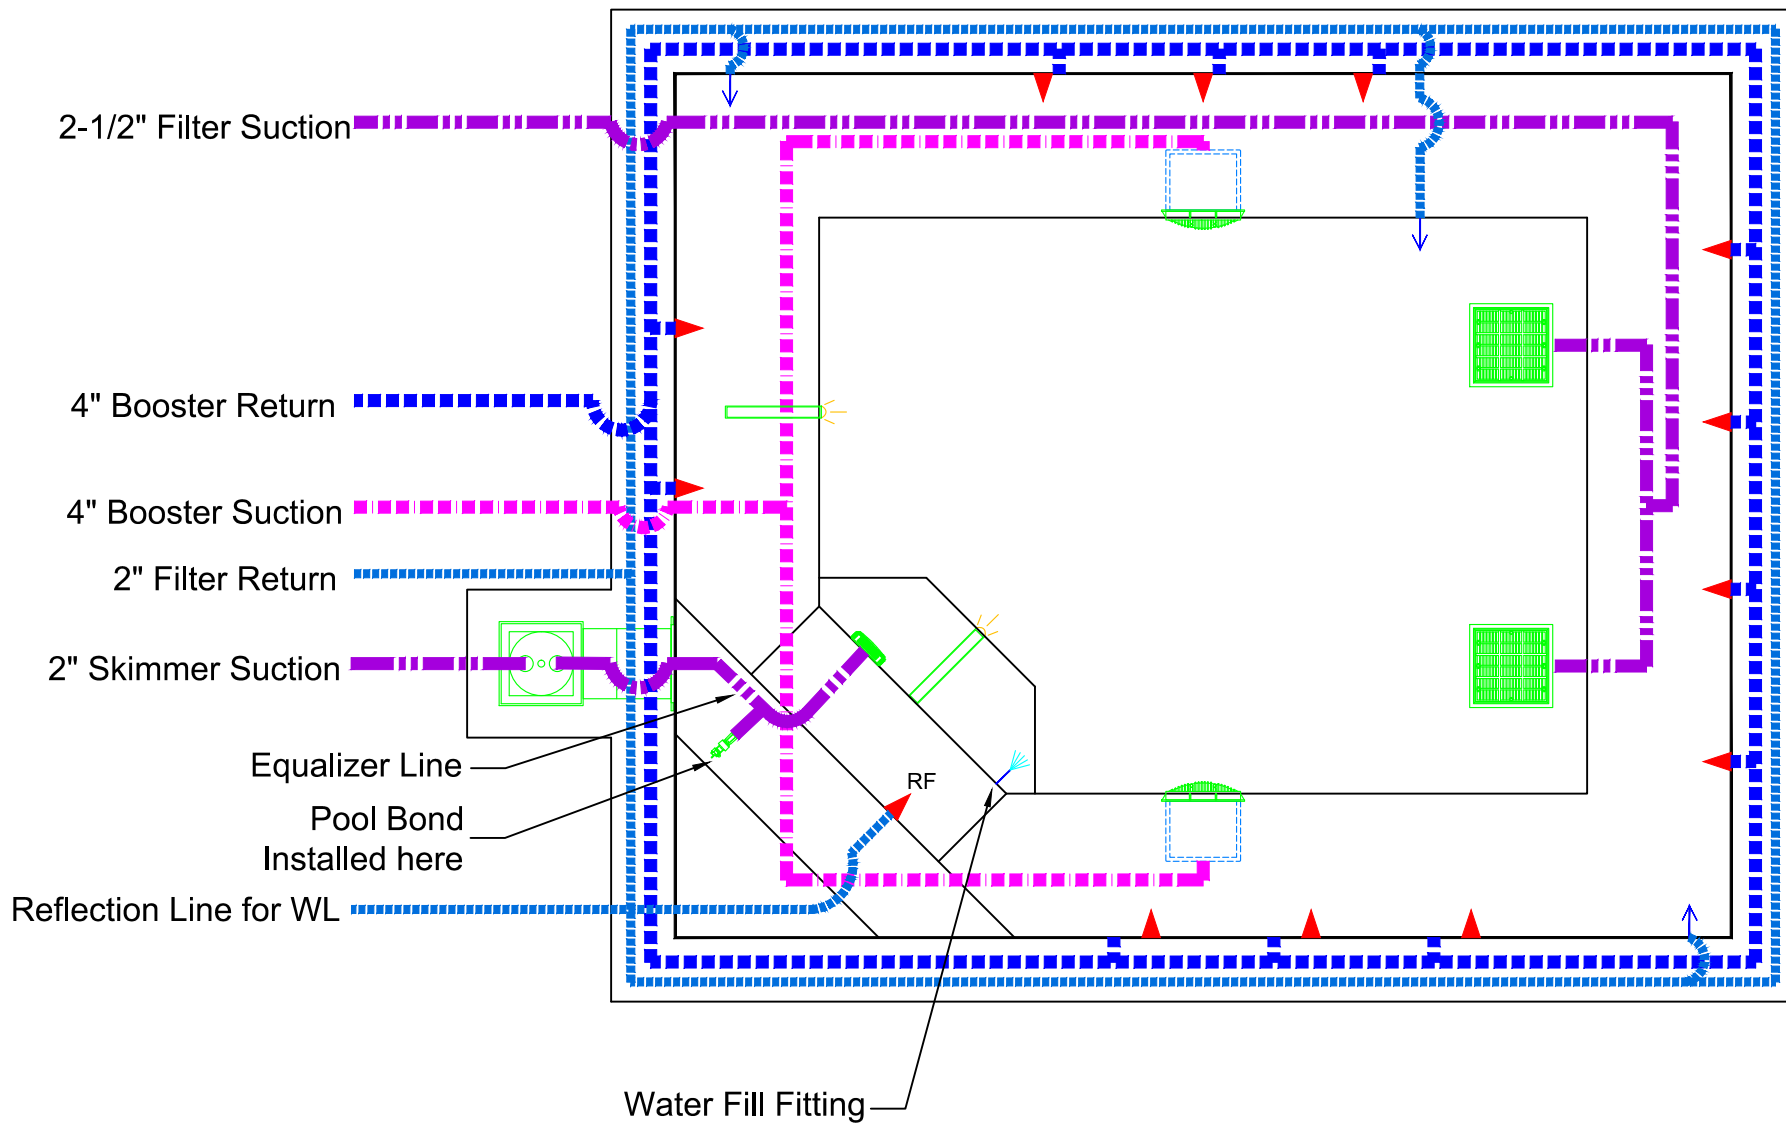 2-1/2" Filter Suction
4" Booster Return
4" Booster Suction
2" Filter Return
2" Skimmer Suction
Equalizer Line
Pool Bond
Installed here
RF
Reflection Line for WL
Water Fill Fitting